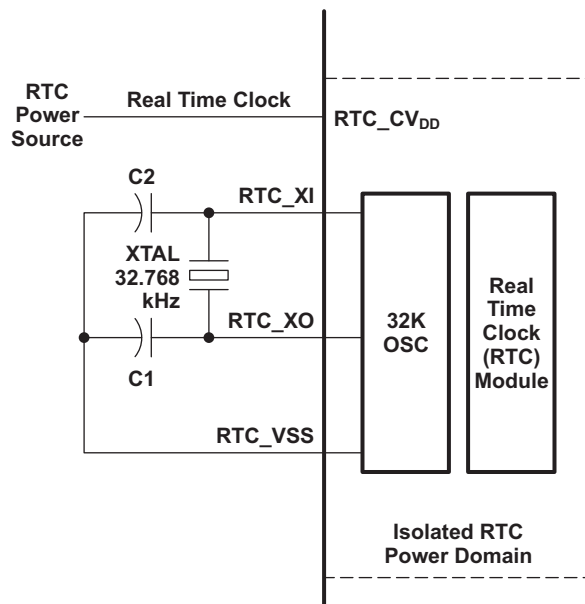 RTC
Power
Source
Real Time Clock
RTC_CVDD
C2
RTC_XI
XTAL
32.768
kHz
RTC_XO
C1
RTC_VSS
32K
OSC
Real
Time
Clock
(RTC)
Module
Isolated RTC
Power Domain